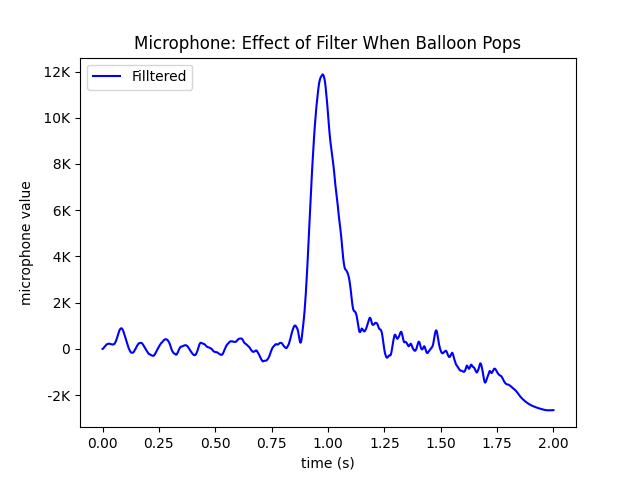 Microphone: Effect of Filter When Balloon Pops
Filltered
12K
10K
8K
6K
4K
2K
0
-2K
microphone value
0.00 0.25 0.50 0.75 1.00 1.25 1.50 1.75 2.00
time (s)